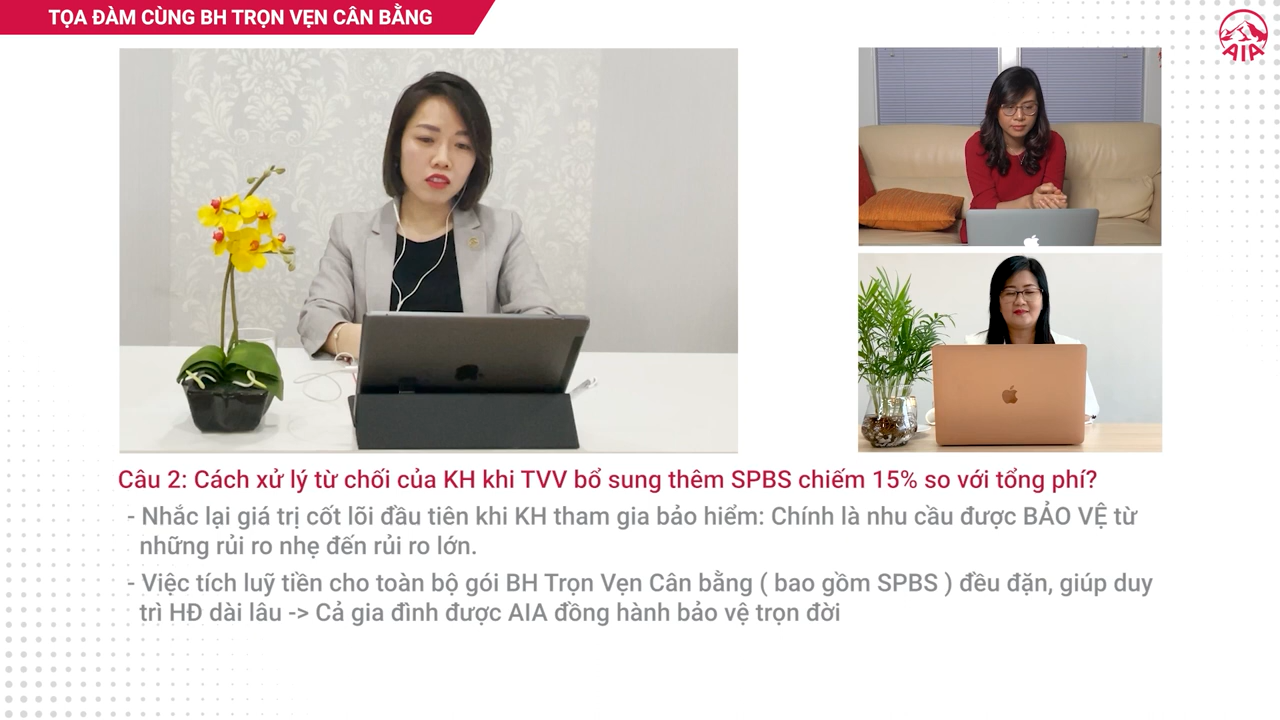 TỌA ĐÀM CÙNG BH TRỌN VẸN CÂN BẰNG
AIA
Câu 2: Cách xử lý từ chối của KH khi TVV bổ sung thêm SPBS chiếm 15% so với tổng phí?
- Nhắc lại giá trị cốt lõi đầu tiên khi KH tham gia bảo hiểm: Chính là nhu cầu được BẢO VỆ từ
những rủi ro nhẹ đến rủi ro lớn.
- Việc tích luỹ tiền cho toàn bộ gói BH Trọn Vẹn Cân bằng ( bao gồm SPBS ) đều đặn, giúp duy
trì HĐ dài lâu -> Cả gia đình được AIA đồng hành bảo vệ trọn đời